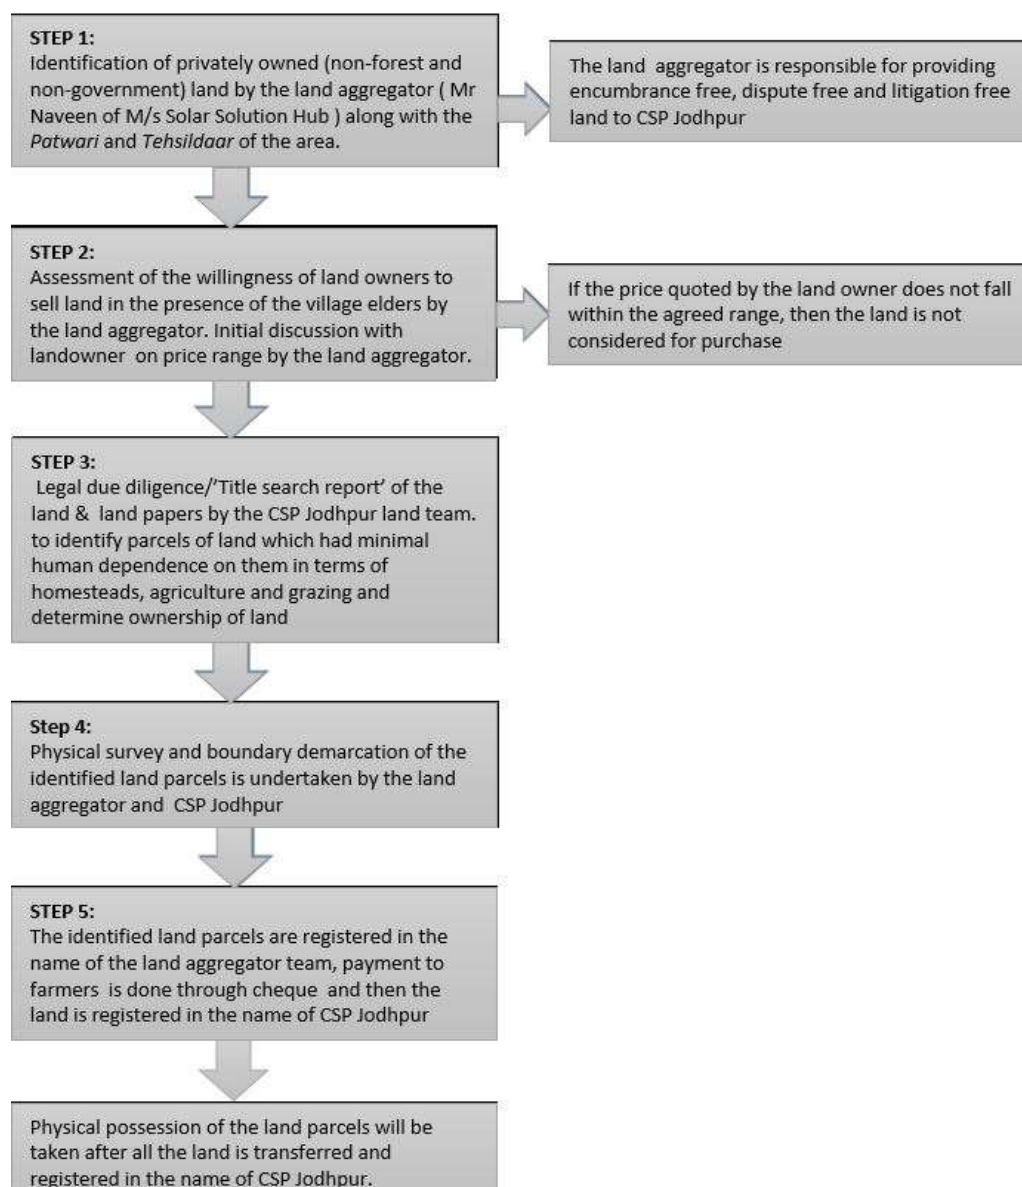 STEP 1:
Identification of privately owned (non-forest and
non-government) land by the land aggregator ( Mr
Naveen of M/s Solar Solution Hub ) along with the
Patwari and Tehsildaar of the area.
The land aggregator is responsible for providing
encumbrance free, dispute free and litigation free
land to CSP Jodhpur
STEP 2:
Assessment of the willingness of land owners to
sell land in the presence of the village elders by
the land aggregator. Initial discussion with
landowner on price range by the land aggregator.
If the price quoted by the land owner does not fall
within the agreed range, then the land is not
considered for purchase
STEP 3:
Legal due diligence/’Title search report’ of the
land & land papers by the CSP Jodhpur land team.
to identify parcels of land which had minimal
human dependence on them in terms of
homesteads, agriculture and grazing and
determine ownership of land
Step 4:
Physical survey and boundary demarcation of the
identified land parcels is undertaken by the land
aggregator and CSP Jodhpur
STEP 5:
The identified land parcels are registered in the
name of the land aggregator team, payment to
farmers is done through cheque and then the
land is registered in the name of CSP Jodhpur
Physical possession of the land parcels will be
taken after all the land is transferred and
registered in the name of CSP Jodhpur.